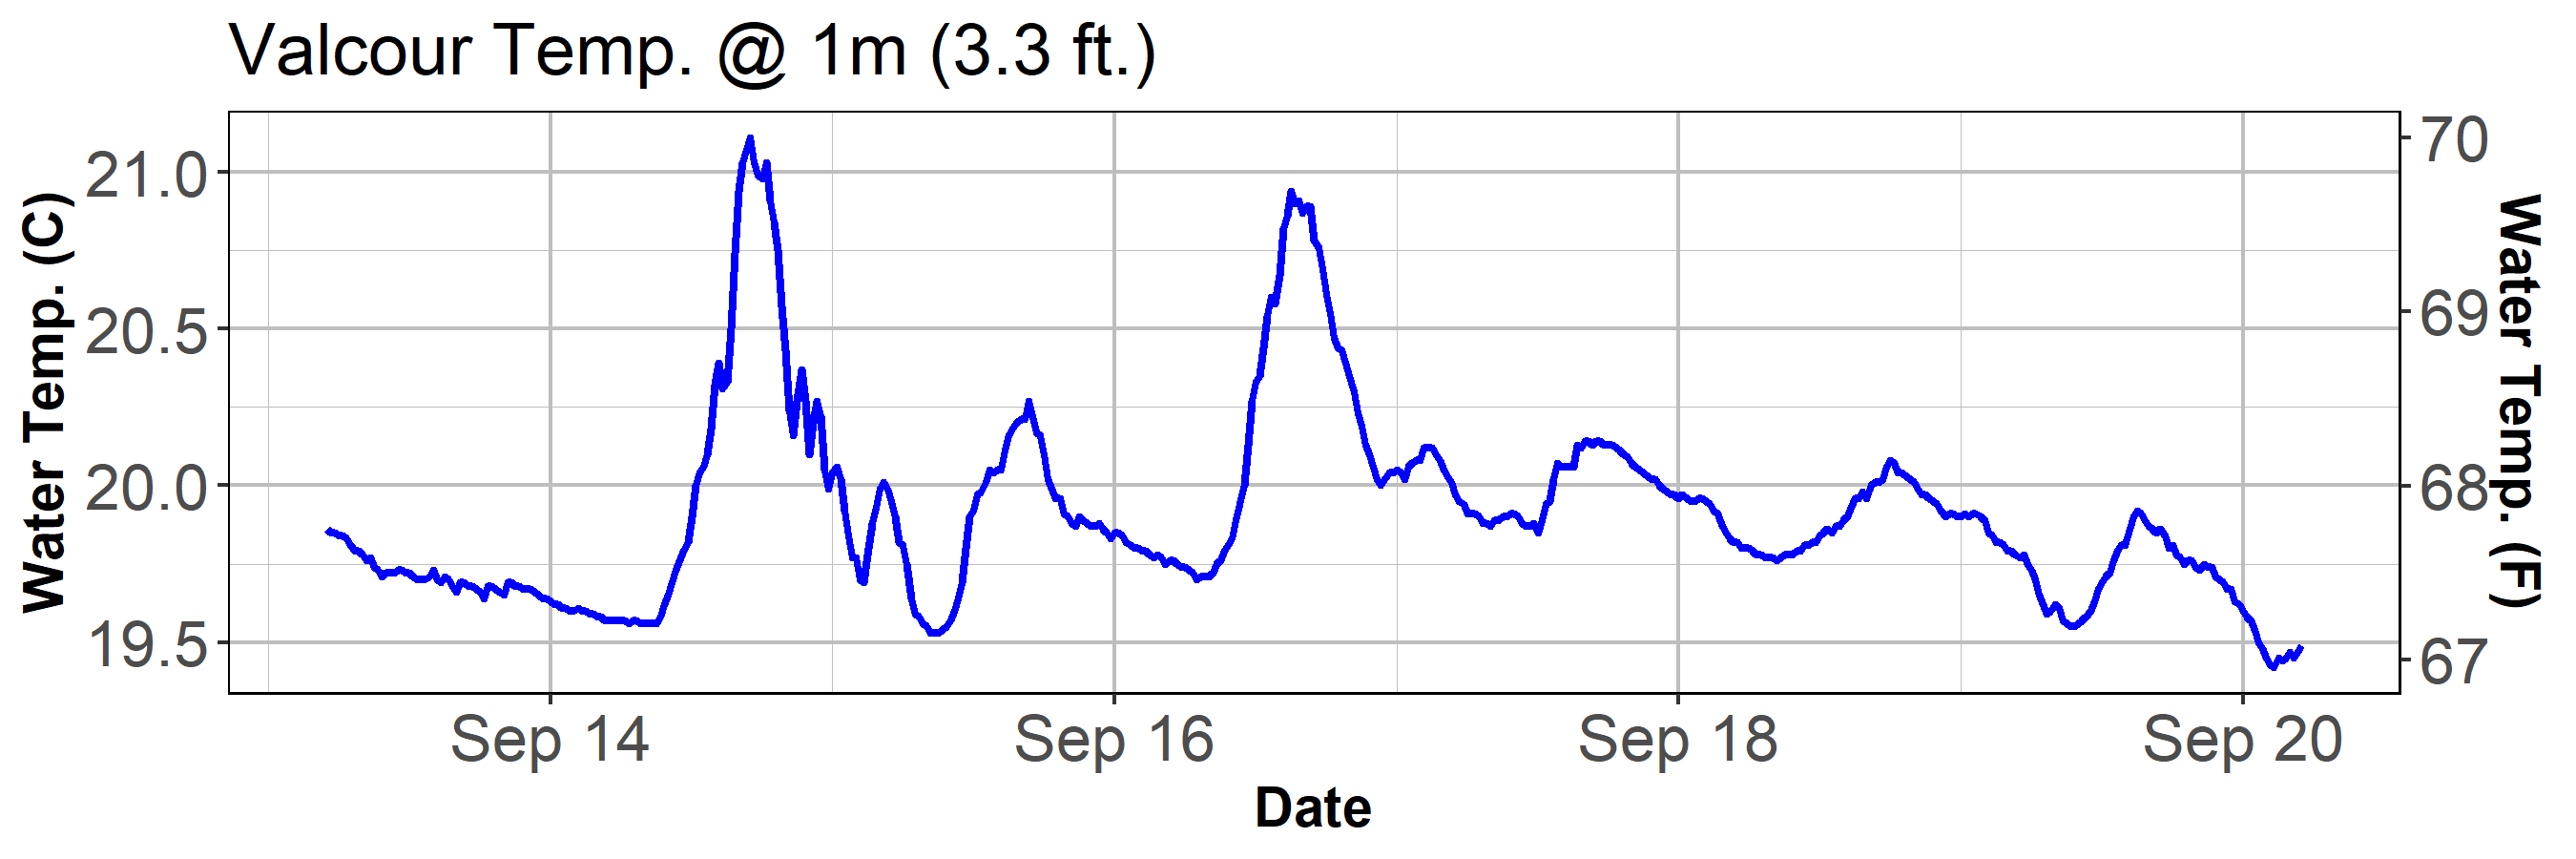 Valcour Temp. @ 1m (3.3 ft.)
Water Temp. (C)
21.0
20.5
20.0
19.5
70
69
68
67
Water Temp. (F)
Sep 14
Sep 16
Sep 18
Sep 20
Date